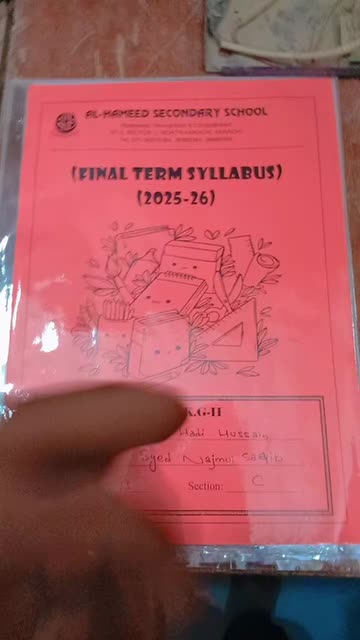 AL-HAMEED SECONDARY SCHOOL
(FINAL TERM SYLLABUS)
(2025-26)
K.G-II
Hadi Hussain
Syed Najmul Saqib
Section: C